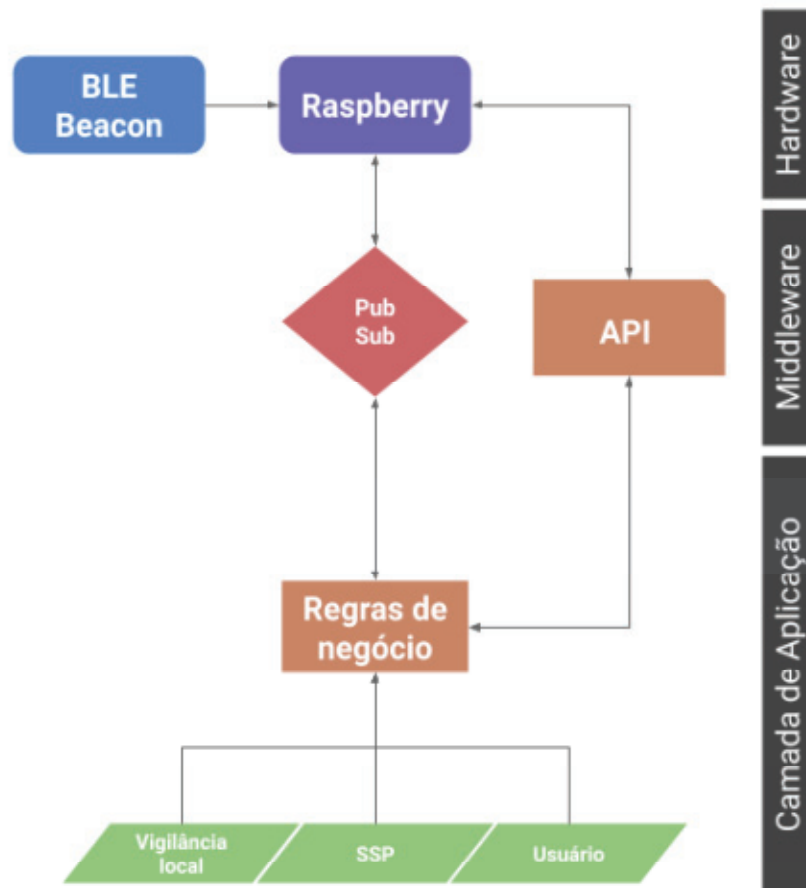 BLE
Beacon
Raspberry
Hardware
Pub
Sub
API
Middleware
Regras de
negócio
Camada de Aplicação
Vigilância
local
SSP
Usuário